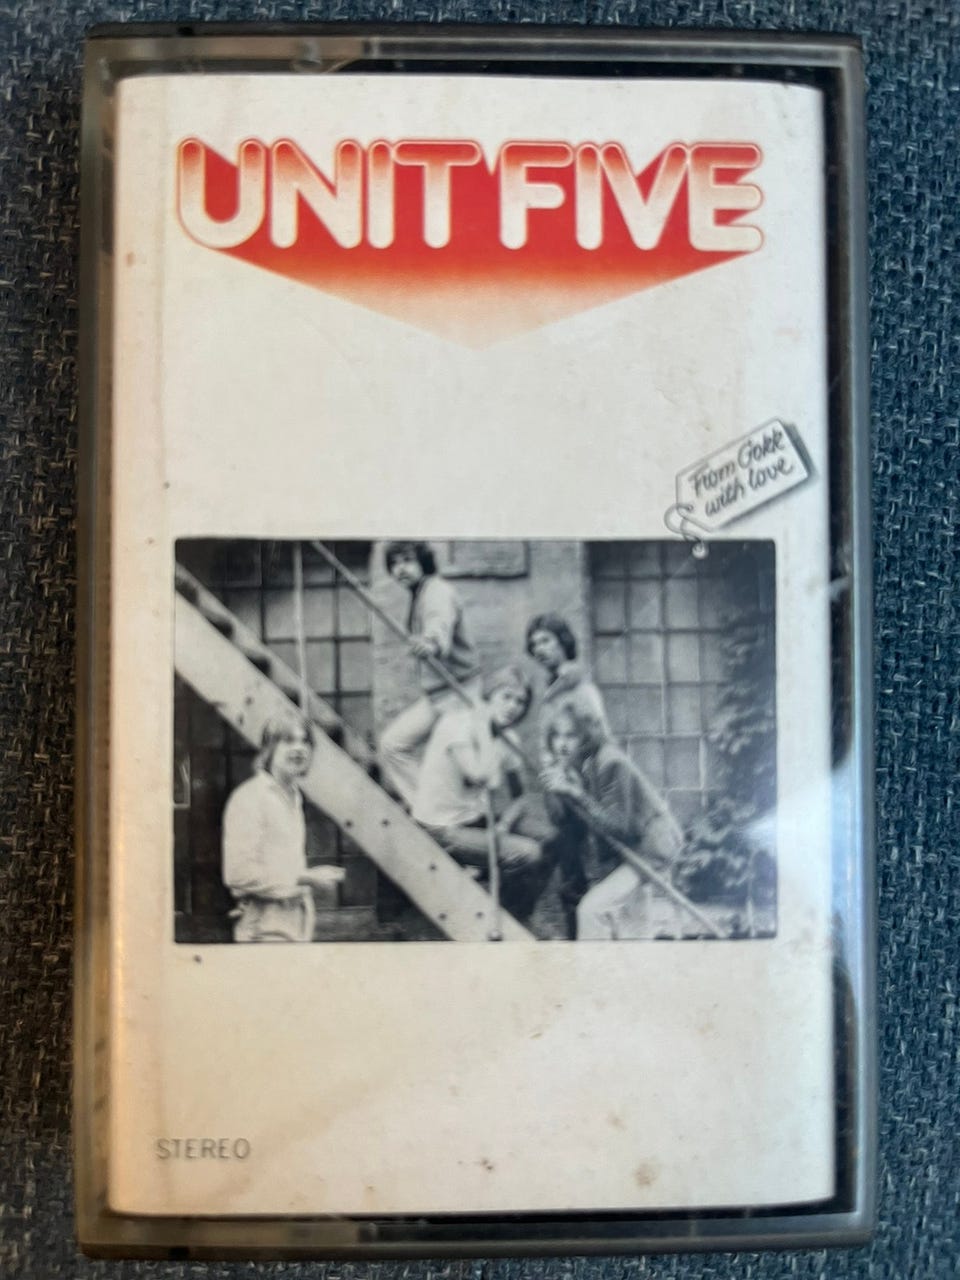 UNIT FIVE
From Gokk
with love
STEREO